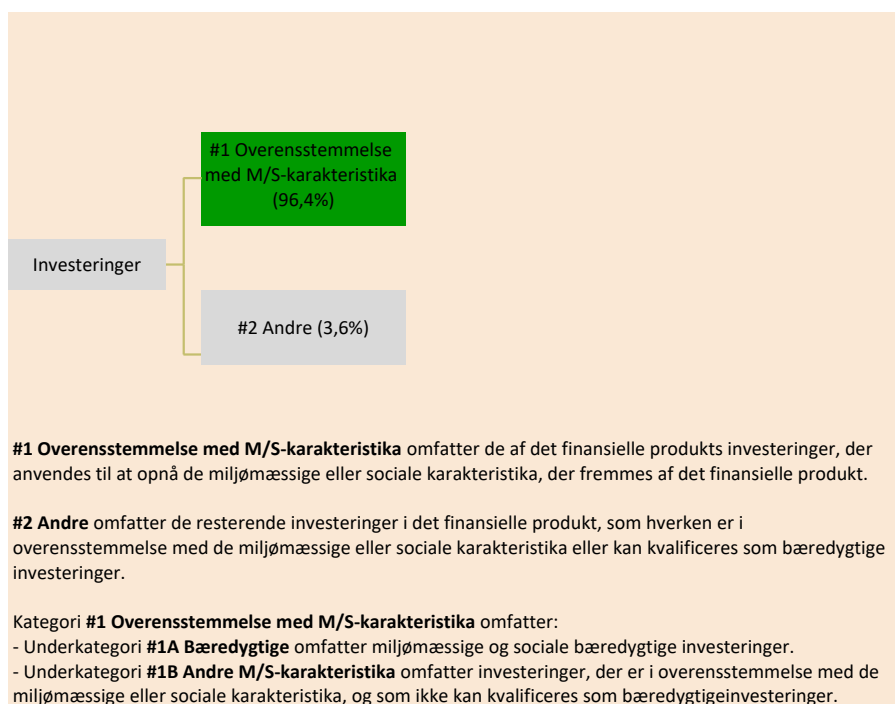 #1 Overensstemmelse
med M/S-karakteristika
(96,4%)
Investeringer
#2 Andre (3,6%)
#1 Overensstemmelse med M/S-karakteristika omfatter de af det finansielle produkts investeringer, der
anvendes til at opnå de miljømæssige eller sociale karakteristika, der fremmes af det finansielle produkt.
#2 Andre omfatter de resterende investeringer i det finansielle produkt, som hverken er i
overensstemmelse med de miljømæssige eller sociale karakteristika eller kan kvalificeres som bæredygtige
investeringer.
Kategori #1 Overensstemmelse med M/S-karakteristika omfatter:
- Underkategori #1A Bæredygtige omfatter miljømæssige og sociale bæredygtige investeringer.
- Underkategori #1B Andre M/S-karakteristika omfatter investeringer, der er i overensstemmelse med de
miljømæssige eller sociale karakteristika, og som ikke kan kvalificeres som bæredygtigeinvesteringer.